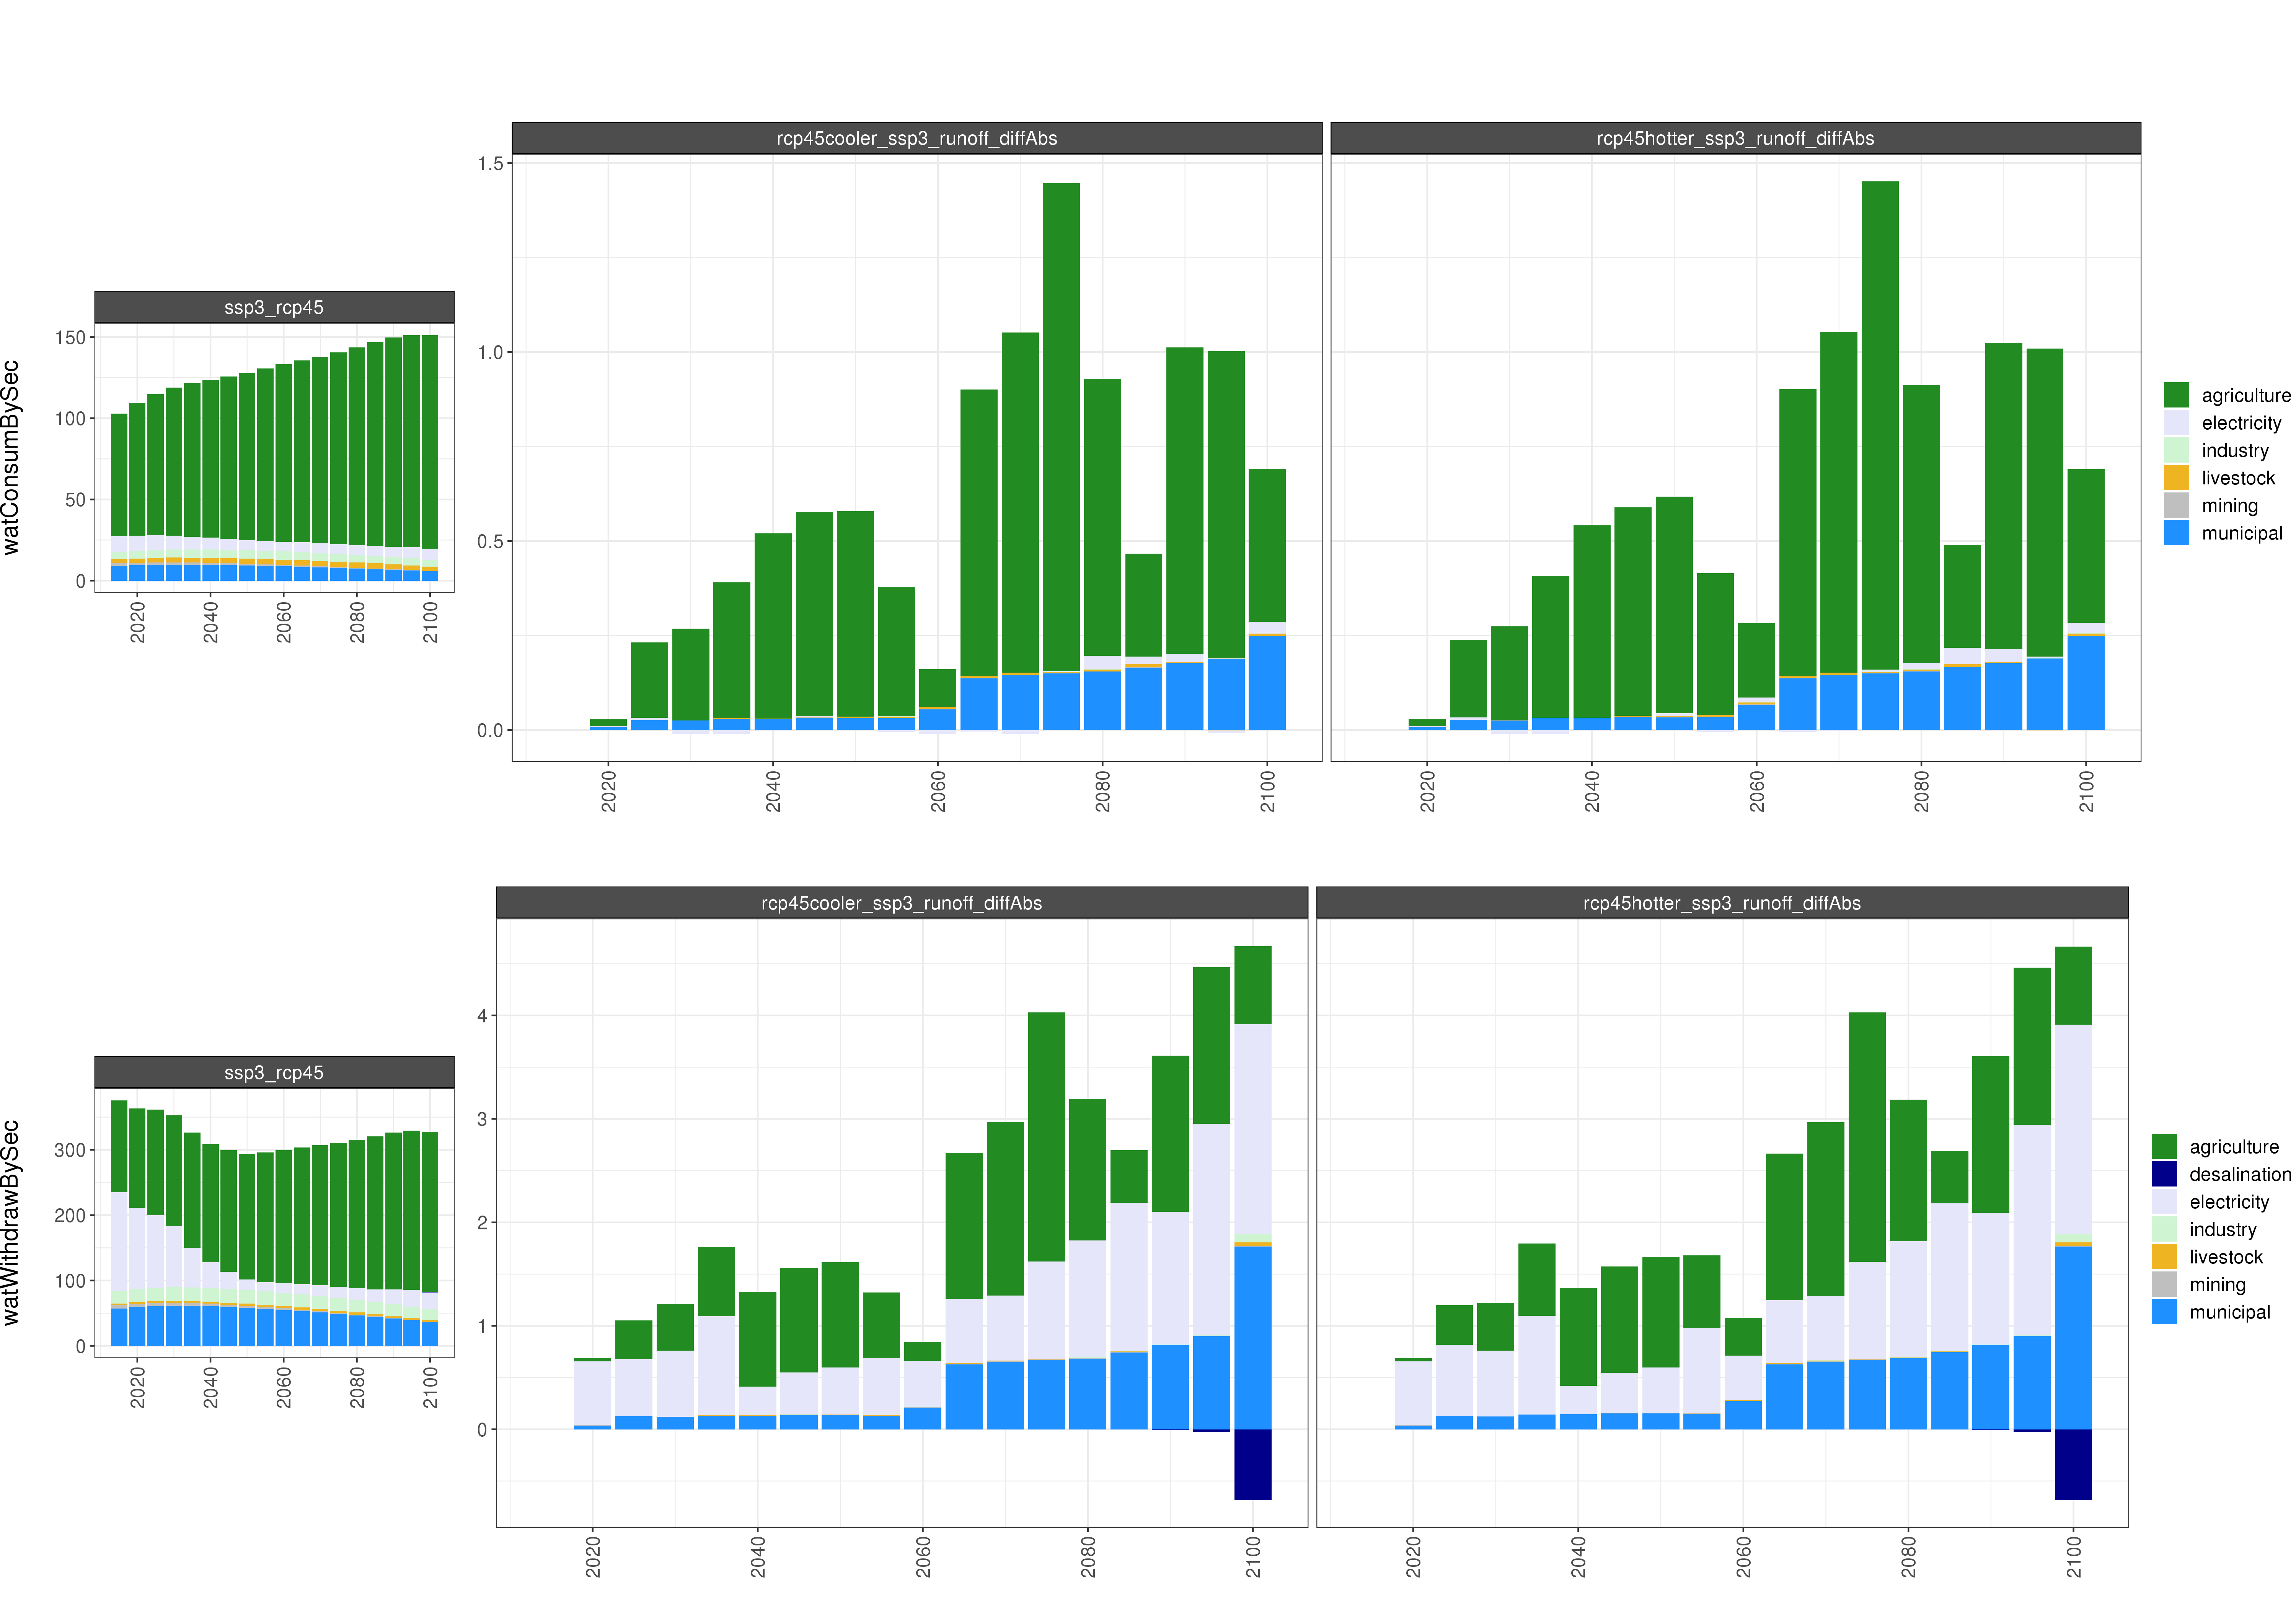 rcp45cooler_ssp3_runoff_diffAbs
rcp45hotter_ssp3_runoff_diffAbs
1.5
1.0
0.5
0.0
2020
2040
2060
2080
2100
2020
2040
2060
2080
2100
ssp3_rcp45
watConsumBySec
150
100
50
0
2020
2040
2060
2080
2100
agriculture
electricity
industry
livestock
mining
municipal
rcp45cooler_ssp3_runoff_diffAbs
rcp45hotter_ssp3_runoff_diffAbs
4
3
2
1
0
2020
2040
2060
2080
2100
2020
2040
2060
2080
2100
ssp3_rcp45
watWithdrawBySec
300
200
100
0
2020
2040
2060
2080
2100
agriculture
desalination
electricity
industry
livestock
mining
municipal